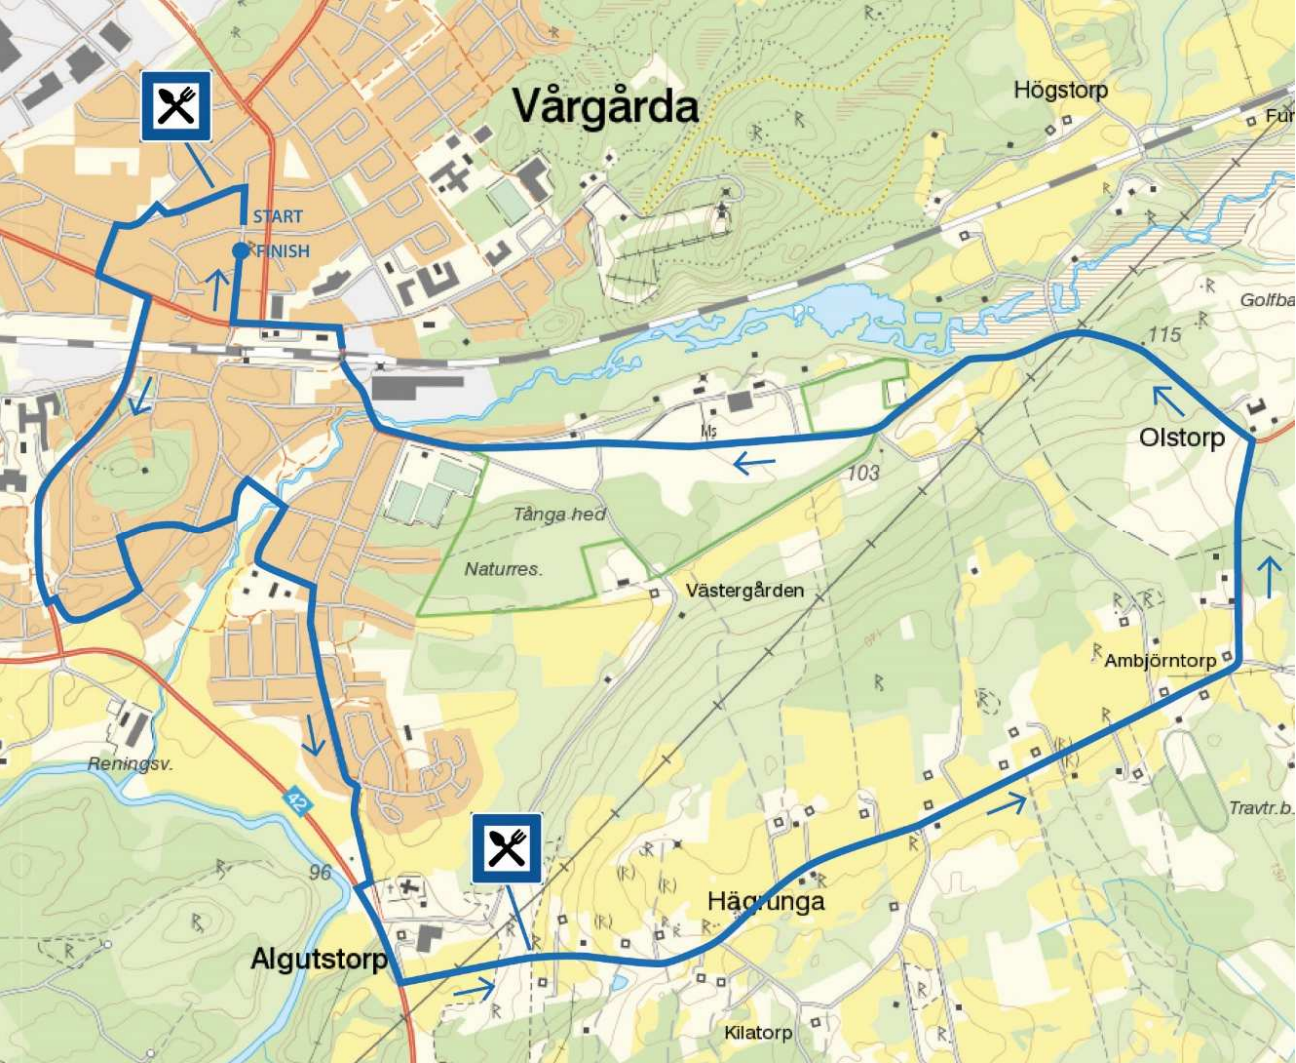 Vårgårda
Högstorp
Fur
START
FINISH
Golfba
115
Olstorp
Ms
103
Tånga hed
Naturres.
Västergården
Ambjörntorp
Reningsv.
42
Travtr.b.
96
Hägrunga
Algutstorp
Kilatorp